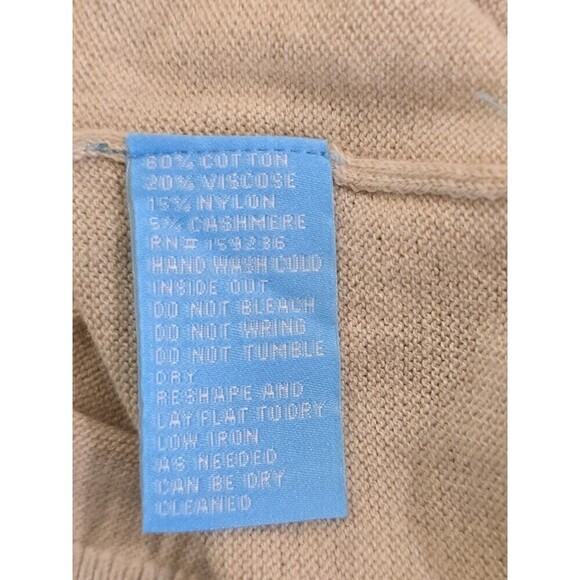 60% COTTON
20% VISCOSE
15% NYLON
5% CASHMERE
RN# 159236
HAND WASH COLD
INSIDE OUT
DO NOT BLEACH
DO NOT WRING
DO NOT TUMBLE
DRY
RESHAPE AND
LAY FLAT TO DRY
LOW IRON
AS NEEDED
CAN BE DRY
CLEANED